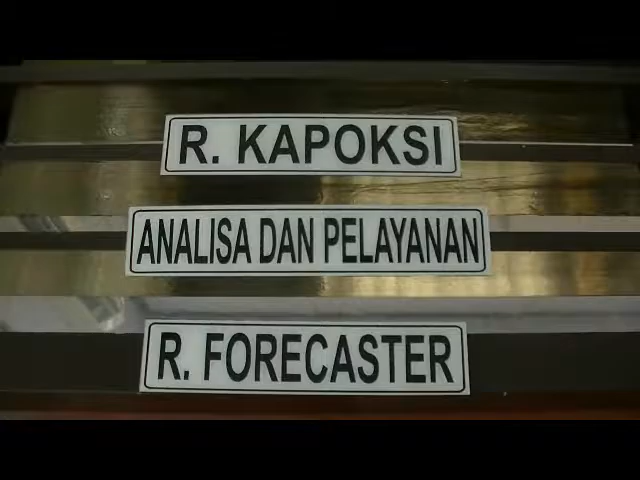 R. KAPOKSI
ANALISA DAN PELAYANAN
R. FORECASTER